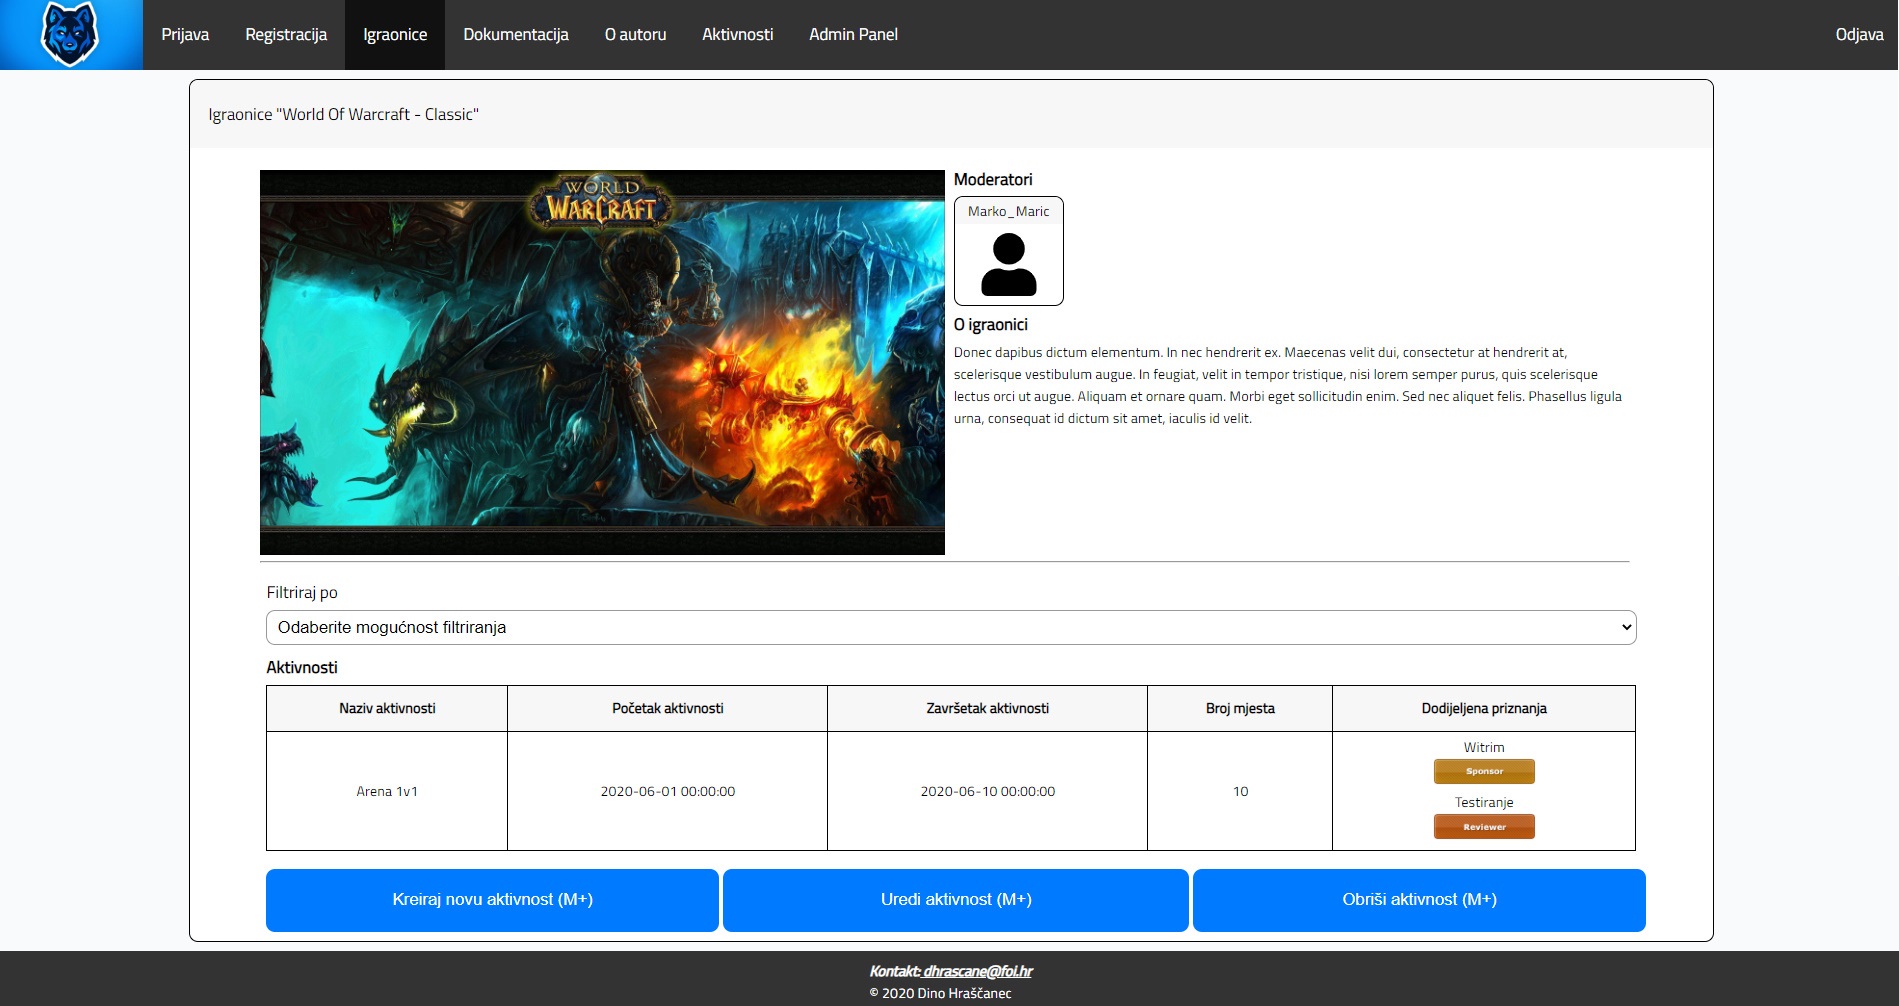 Prijava Registracija Igraonice Dokumentacija O autoru Aktivnosti Admin Panel Odjava
Igraonice "World Of Warcraft - Classic"
WORLD
WARCRAFT
Moderatori
Marko_Maric
O igraonici
Donec dapibus dictum elementum. In nec hendrerit ex. Maecenas velit dui, consectetur at hendrerit at,
scelerisque vestibulum augue. In feugiat, velit in tempor tristique, nisi lorem semper purus, quis scelerisque
lectus orci ut augue. Aliquam et ornare quam. Morbi eget sollicitudin enim. Sed nec aliquet felis. Phasellus ligula
urna, consequat id dictum sit amet, iaculis id velit.
Filtriraj po
Odaberite mogućnost filtriranja
Aktivnosti
Naziv aktivnosti Početak aktivnosti Završetak aktivnosti Broj mjesta Dodijeljena priznanja
Arena 1v1 2020-06-01 00:00:00 2020-06-10 00:00:00 10
Witrim
Sponsor
Testiranje
Reviewer
Kreiraj novu aktivnost (M+) Uredi aktivnost (M+) Obriši aktivnost (M+)
Kontakt: dhrascane@foi.hr
© 2020 Dino Hraščanec